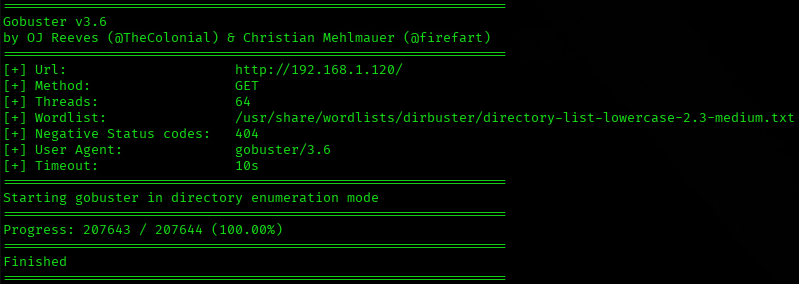 ===============================================================
Gobuster v3.6
by OJ Reeves (@TheColonial) & Christian Mehlmauer (@firefart)
===============================================================
[+] Url:                     http://192.168.1.120/
[+] Method:                  GET
[+] Threads:                 64
[+] Wordlist:                /usr/share/wordlists/dirbuster/directory-list-lowercase-2.3-medium.txt
[+] Negative Status codes:   404
[+] User Agent:              gobuster/3.6
[+] Timeout:                 10s
===============================================================
Starting gobuster in directory enumeration mode
===============================================================
Progress: 207643 / 207644 (100.00%)
===============================================================
Finished
===============================================================